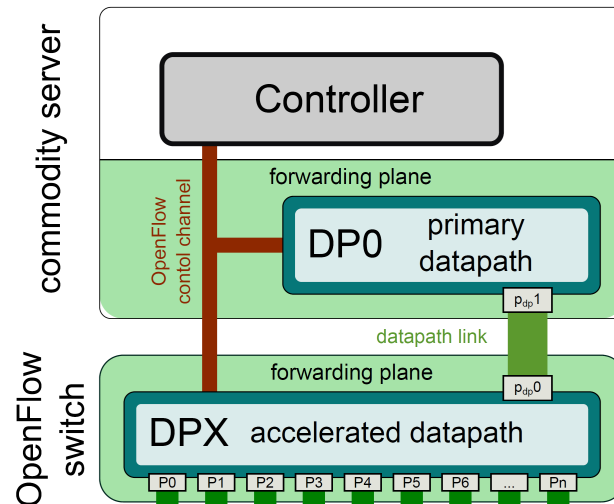 commodity server
Controller
forwarding plane
OpenFlow
contol channel
DP0
primary
datapath
pdp1
datapath link
OpenFlow
switch
forwarding plane
pdp0
DPX accelerated datapath
P0 P1 P2 P3 P4 P5 P6 ... Pn